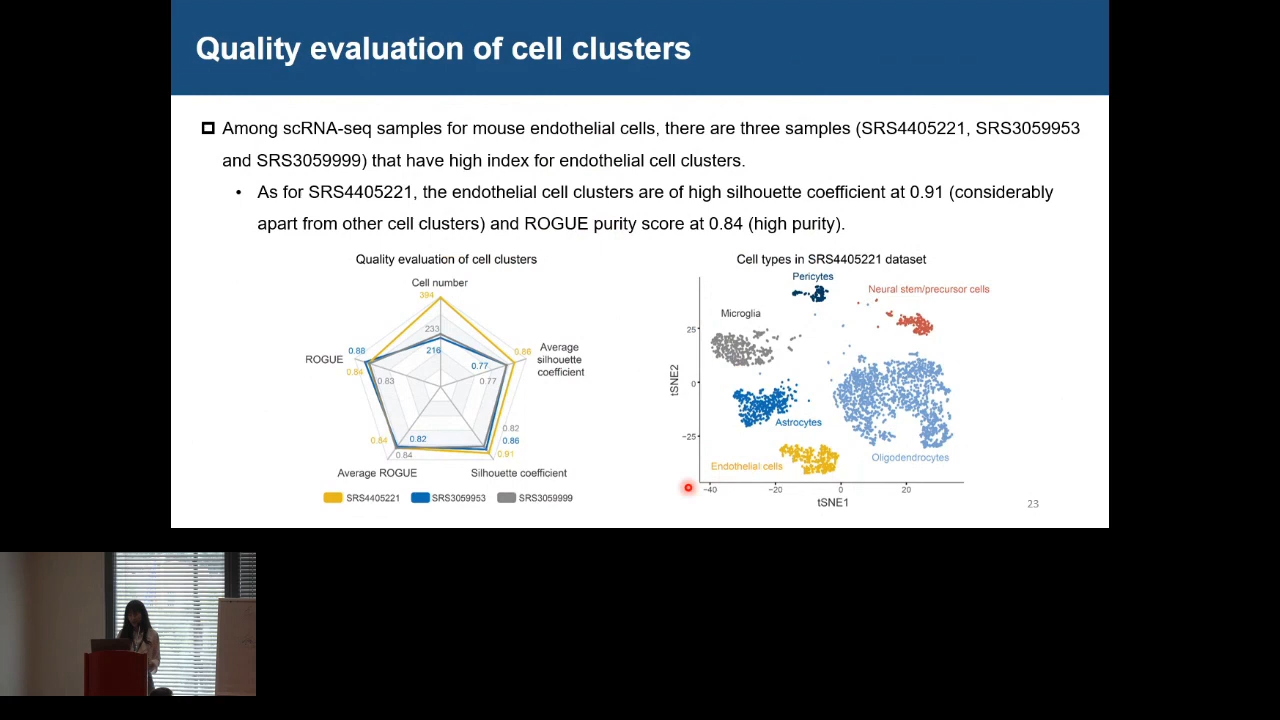 Quality evaluation of cell clusters
Among scRNA-seq samples for mouse endothelial cells, there are three samples (SRS4405221, SRS3059953
and SRS3059999) that have high index for endothelial cell clusters.
• As for SRS4405221, the endothelial cell clusters are of high silhouette coefficient at 0.91 (considerably
apart from other cell clusters) and ROGUE purity score at 0.84 (high purity).
Quality evaluation of cell clusters
Cell number
394
233
216
ROGUE
0.88
0.84
0.83
Average
silhouette
coefficient
0.86
0.77
0.77
0.84
0.82
0.84
Average ROGUE
0.82
0.86
0.91
Silhouette coefficient
SRS4405221 SRS3059953 SRS3059999
Cell types in SRS4405221 dataset
Pericytes
Neural stem/precursor cells
Microglia
Astrocytes
Endothelial cells
Oligodendrocytes
tSNE2
25
0
−25
−40 −20 0 20
tSNE1
23